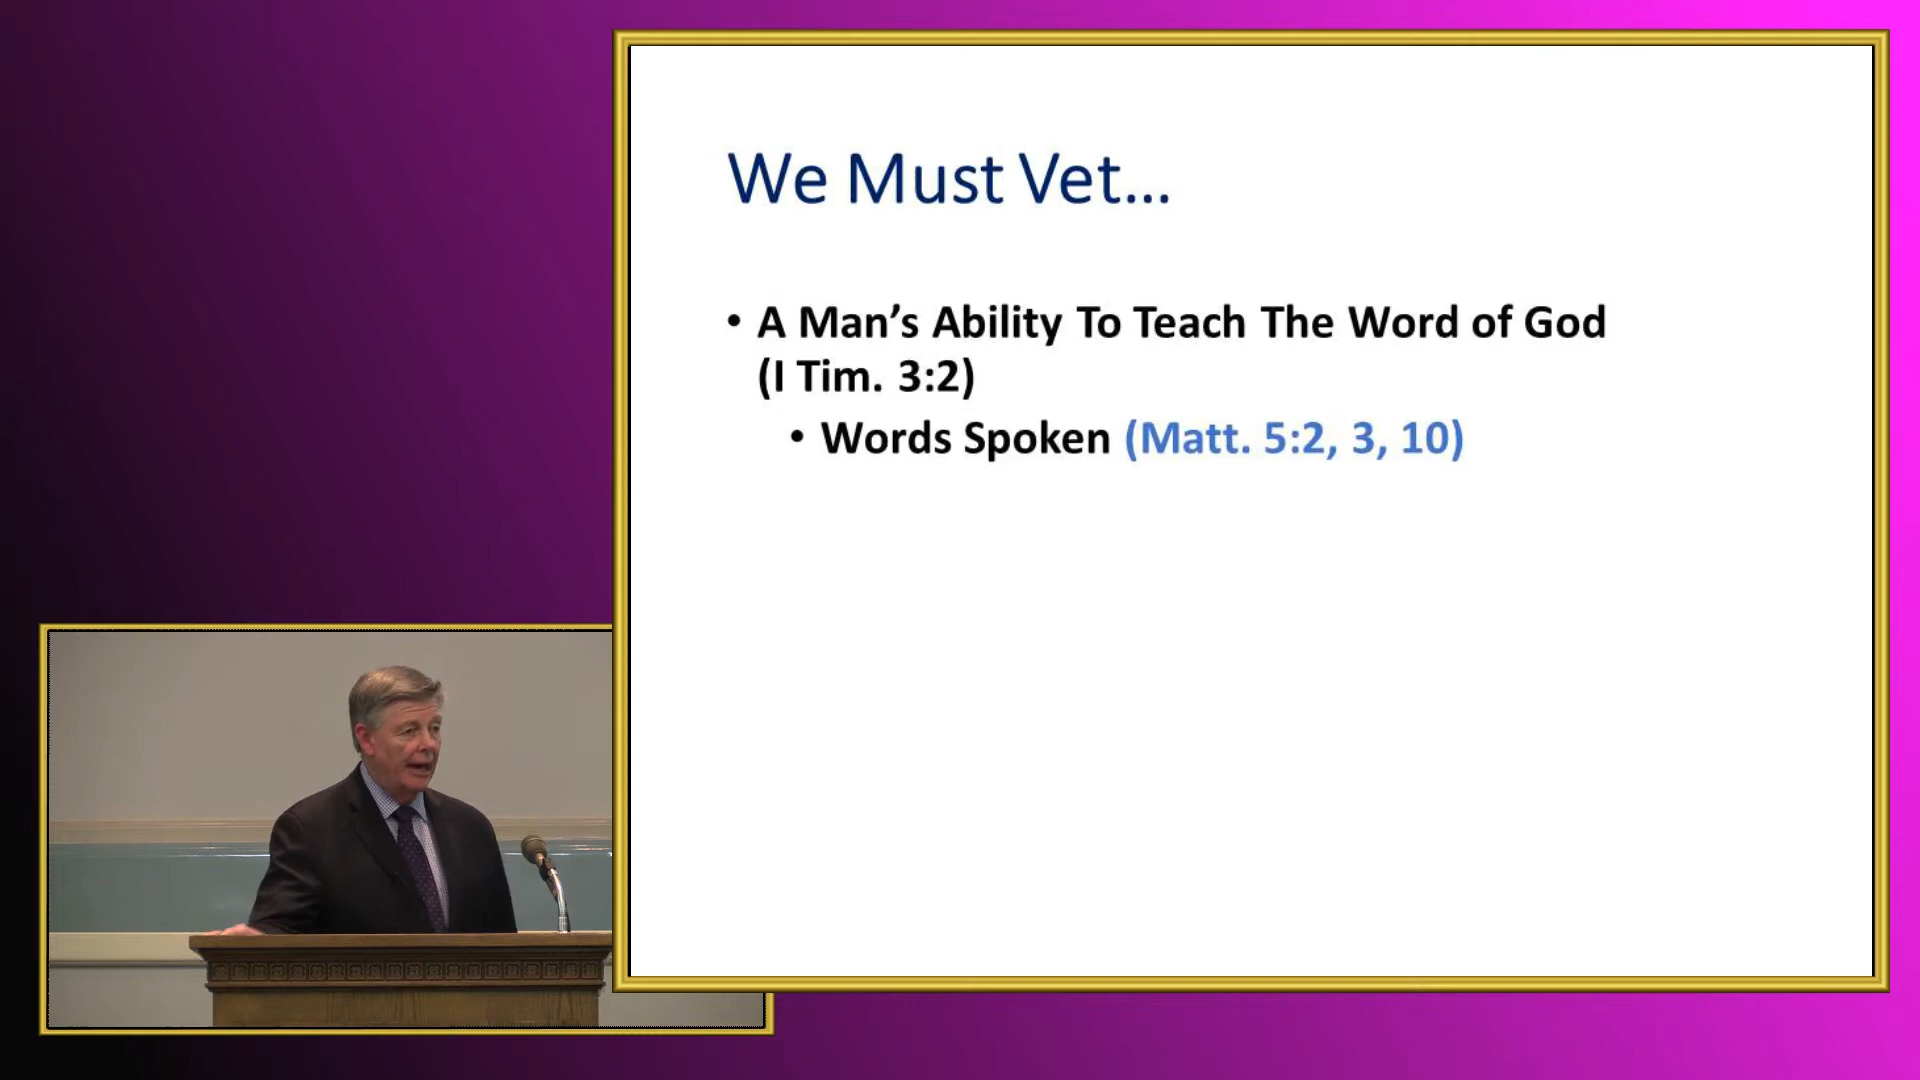 We Must Vet...
• A Man's Ability To Teach The Word of God
(I Tim. 3:2)
• Words Spoken (Matt. 5:2, 3, 10)